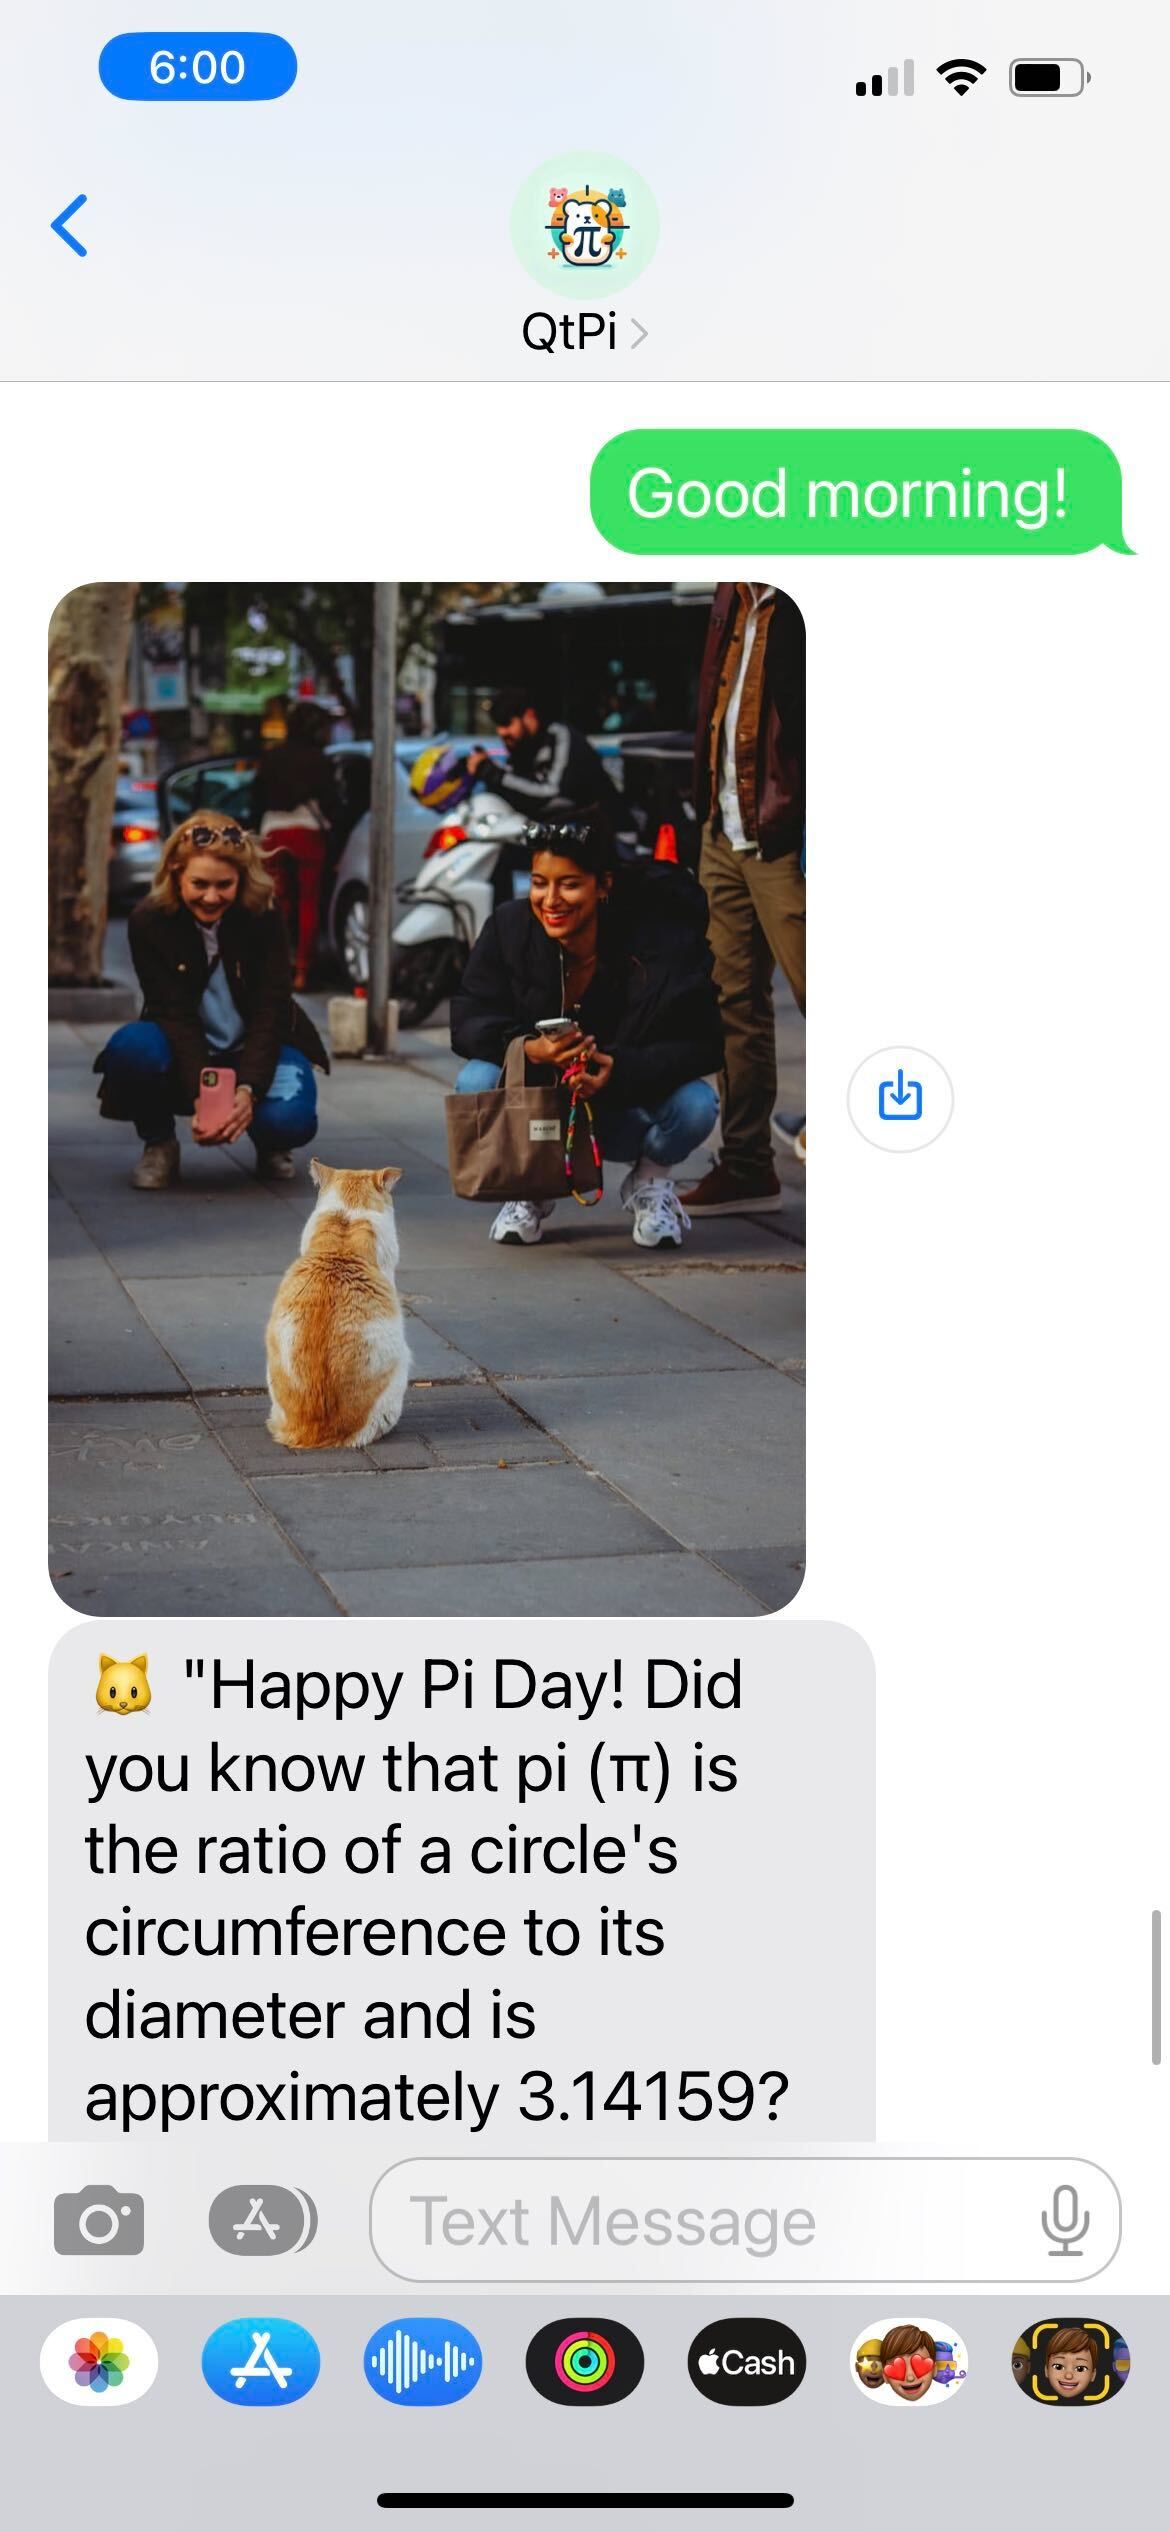 6:00
π
QtPi
Good morning!
🐱 "Happy Pi Day! Did
you know that pi (π) is
the ratio of a circle's
circumference to its
diameter and is
approximately 3.14159?
Text Message
Cash